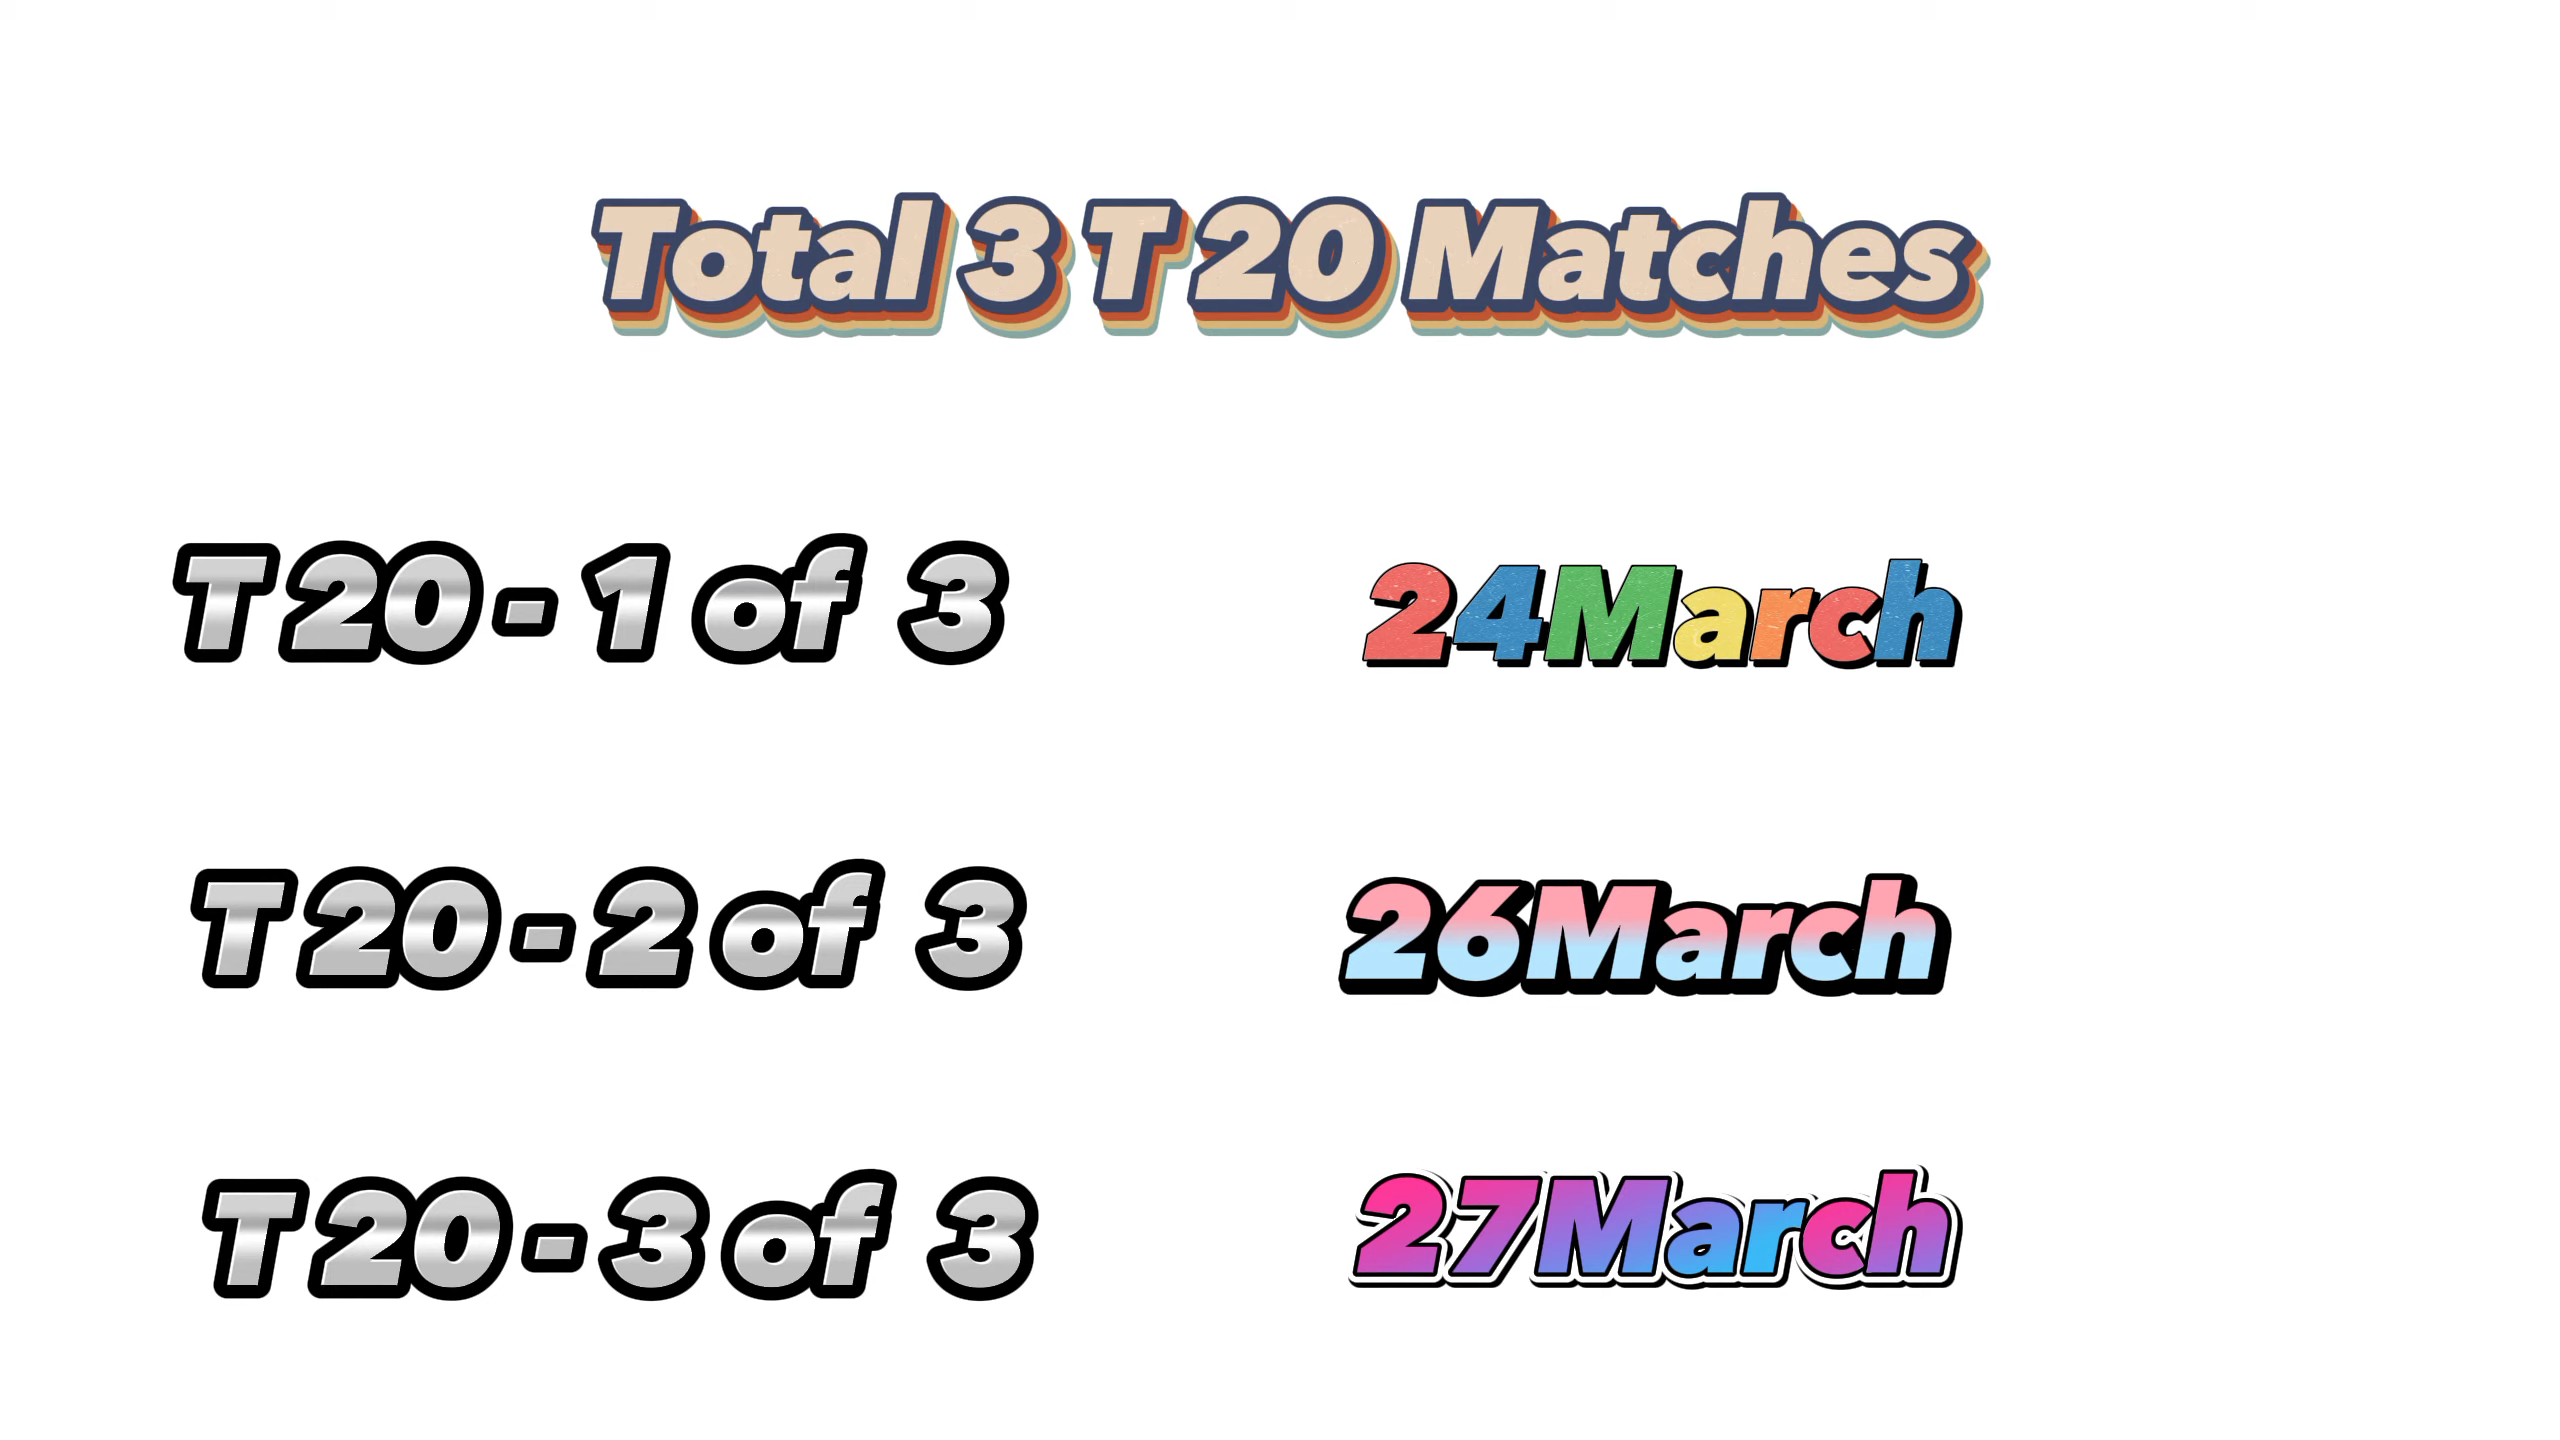 Total 3 T 20 Matches
T 20 - 1 of 3 24March
T 20 - 2 of 3 26March
T 20 - 3 of 3 27March